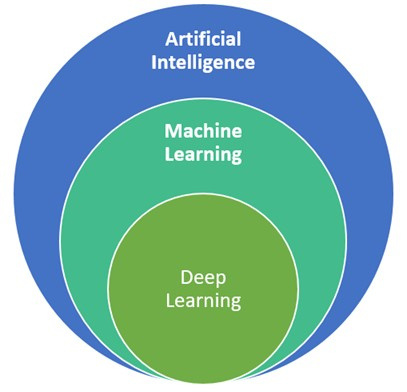 Artificial
Intelligence
Machine
Learning
Deep
Learning